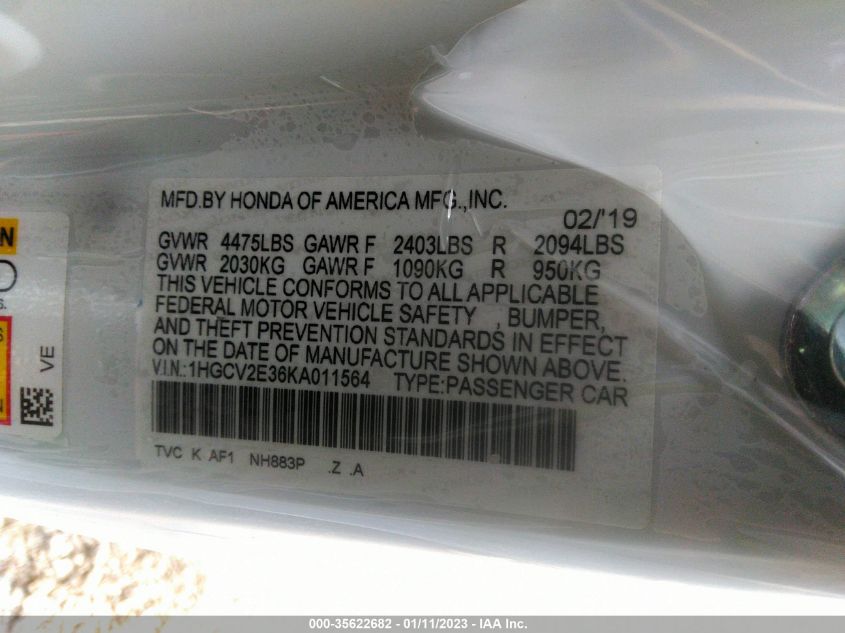 MFD.BY HONDA OF AMERICA MFG.,INC.
02/'19
GVWR 4475LBS GAWR F 2403LBS R 2094LBS
GVWR 2030KG GAWR F 1090KG R 950KG
THIS VEHICLE CONFORMS TO ALL APPLICABLE
FEDERAL MOTOR VEHICLE SAFETY , BUMPER,
AND THEFT PREVENTION STANDARDS IN EFFECT
ON THE DATE OF MANUFACTURE SHOWN ABOVE.
V.I.N.:1HGCV2E36KA011564 TYPE:PASSENGER CAR
TVC K AF1 NH883P .Z .A
VE
000-35622682 - 01/11/2023 - IAA Inc.